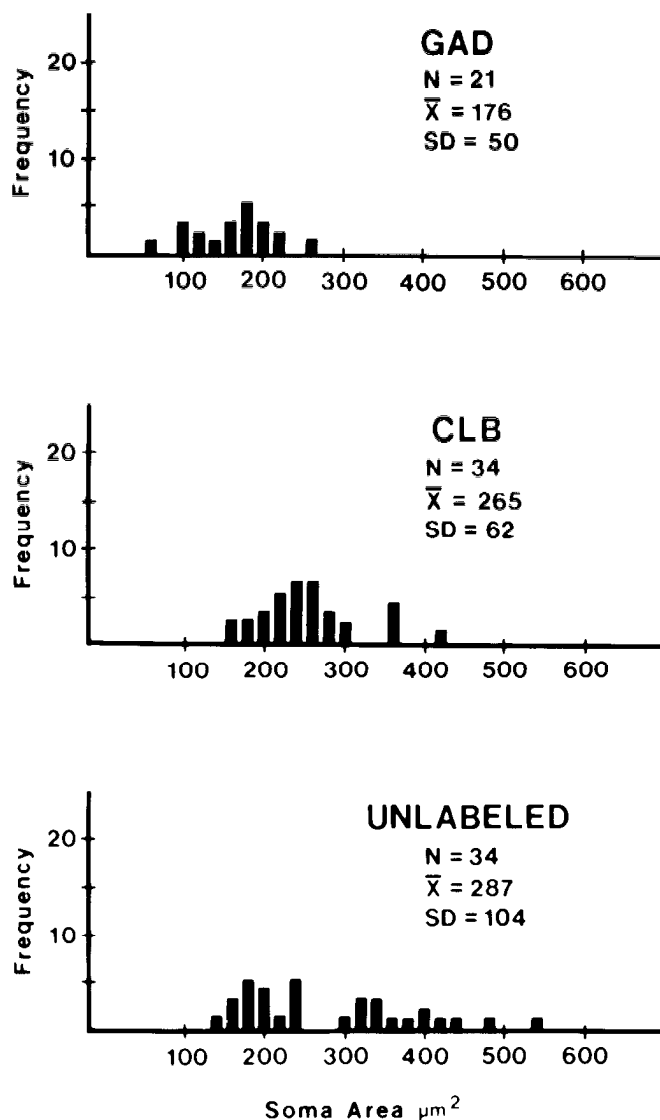 GAD
N = 21
X̅ = 176
SD = 50
Frequency
20
10
100 200 300 400 500 600
CLB
N = 34
X̅ = 265
SD = 62
Frequency
20
10
100 200 300 400 500 600
UNLABELED
N = 34
X̅ = 287
SD = 104
Frequency
20
10
100 200 300 400 500 600
Soma Area μm²